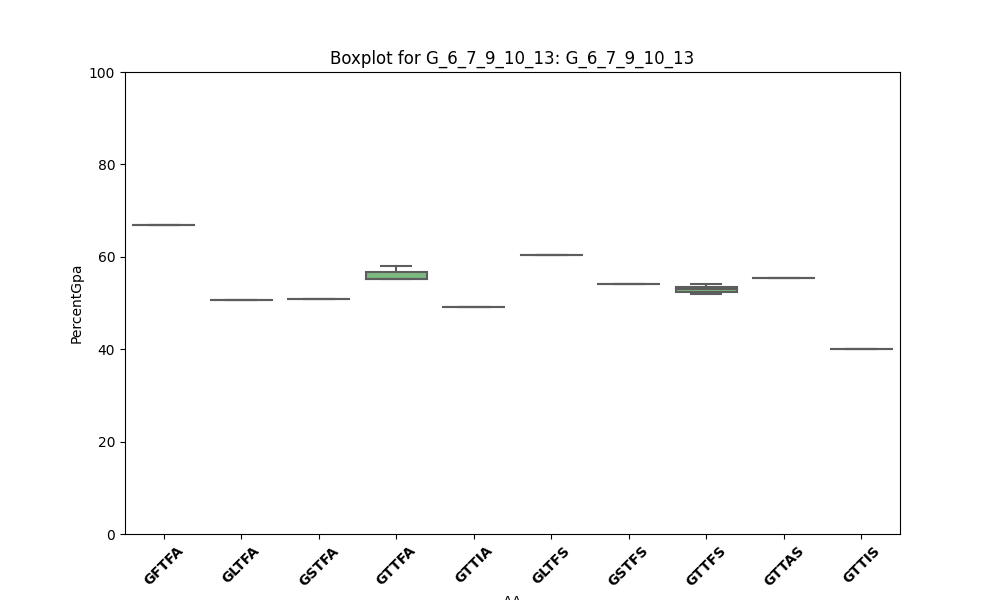 Boxplot for G_6_7_9_10_13: G_6_7_9_10_13
100
80
60
40
20
0
PercentGpa
GFTFA GLTFA GSTFA GTTFA GTTIA GLTFS GSTFS GTTFS GTTAS GTTIS
AA